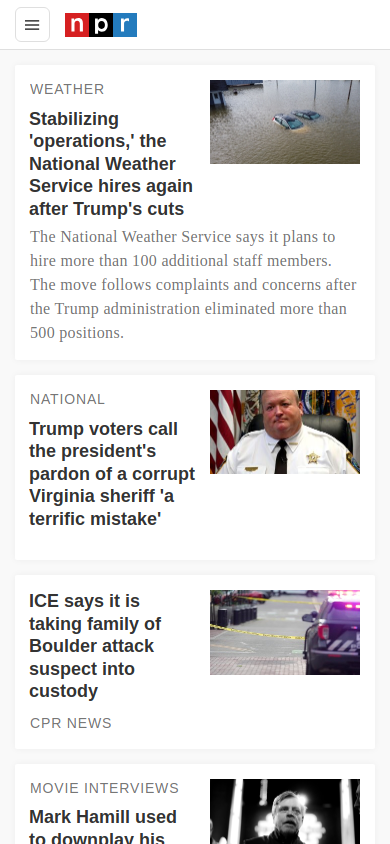 npr
WEATHER
Stabilizing
'operations,' the
National Weather
Service hires again
after Trump's cuts
The National Weather Service says it plans to
hire more than 100 additional staff members.
The move follows complaints and concerns after
the Trump administration eliminated more than
500 positions.
NATIONAL
Trump voters call
the president's
pardon of a corrupt
Virginia sheriff 'a
terrific mistake'
ICE says it is
taking family of
Boulder attack
suspect into
custody
CPR NEWS
MOVIE INTERVIEWS
Mark Hamill used
to downplay his